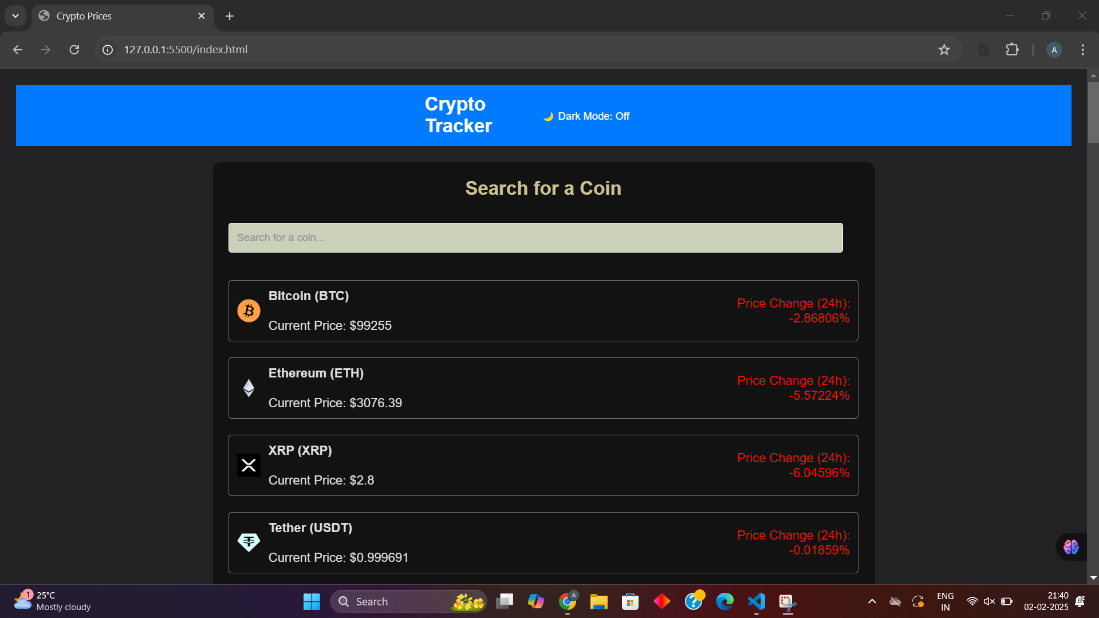 Crypto Prices
127.0.0.1:5500/index.html
A
Crypto
Tracker
🌙 Dark Mode: Off
Search for a Coin
Search for a coin...
Bitcoin (BTC)
Current Price: $99255
Price Change (24h):
-2.86806%
Ethereum (ETH)
Current Price: $3076.39
Price Change (24h):
-5.57224%
XRP (XRP)
Current Price: $2.8
Price Change (24h):
-6.04596%
Tether (USDT)
Current Price: $0.999691
Price Change (24h):
-0.01859%
1
25°C
Mostly cloudy
Search
A
ENG
IN
21:40
02-02-2025